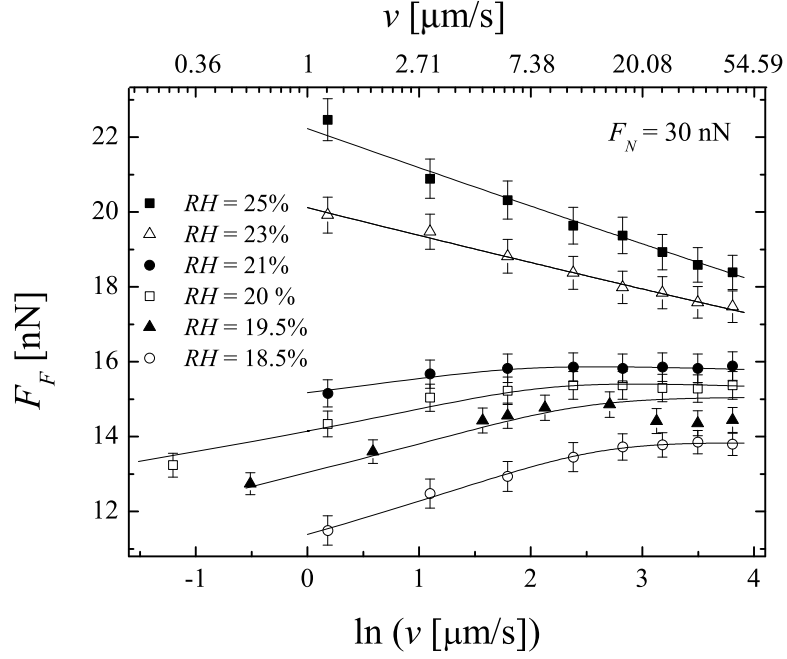 v [μm/s]
0.36 1 2.71 7.38 20.08 54.59
F_N = 30 nN
RH = 25%
RH = 23%
RH = 21%
RH = 20 %
RH = 19.5%
RH = 18.5%
F_F [nN]
22
20
18
16
14
12
-1 0 1 2 3 4
ln (v [μm/s])